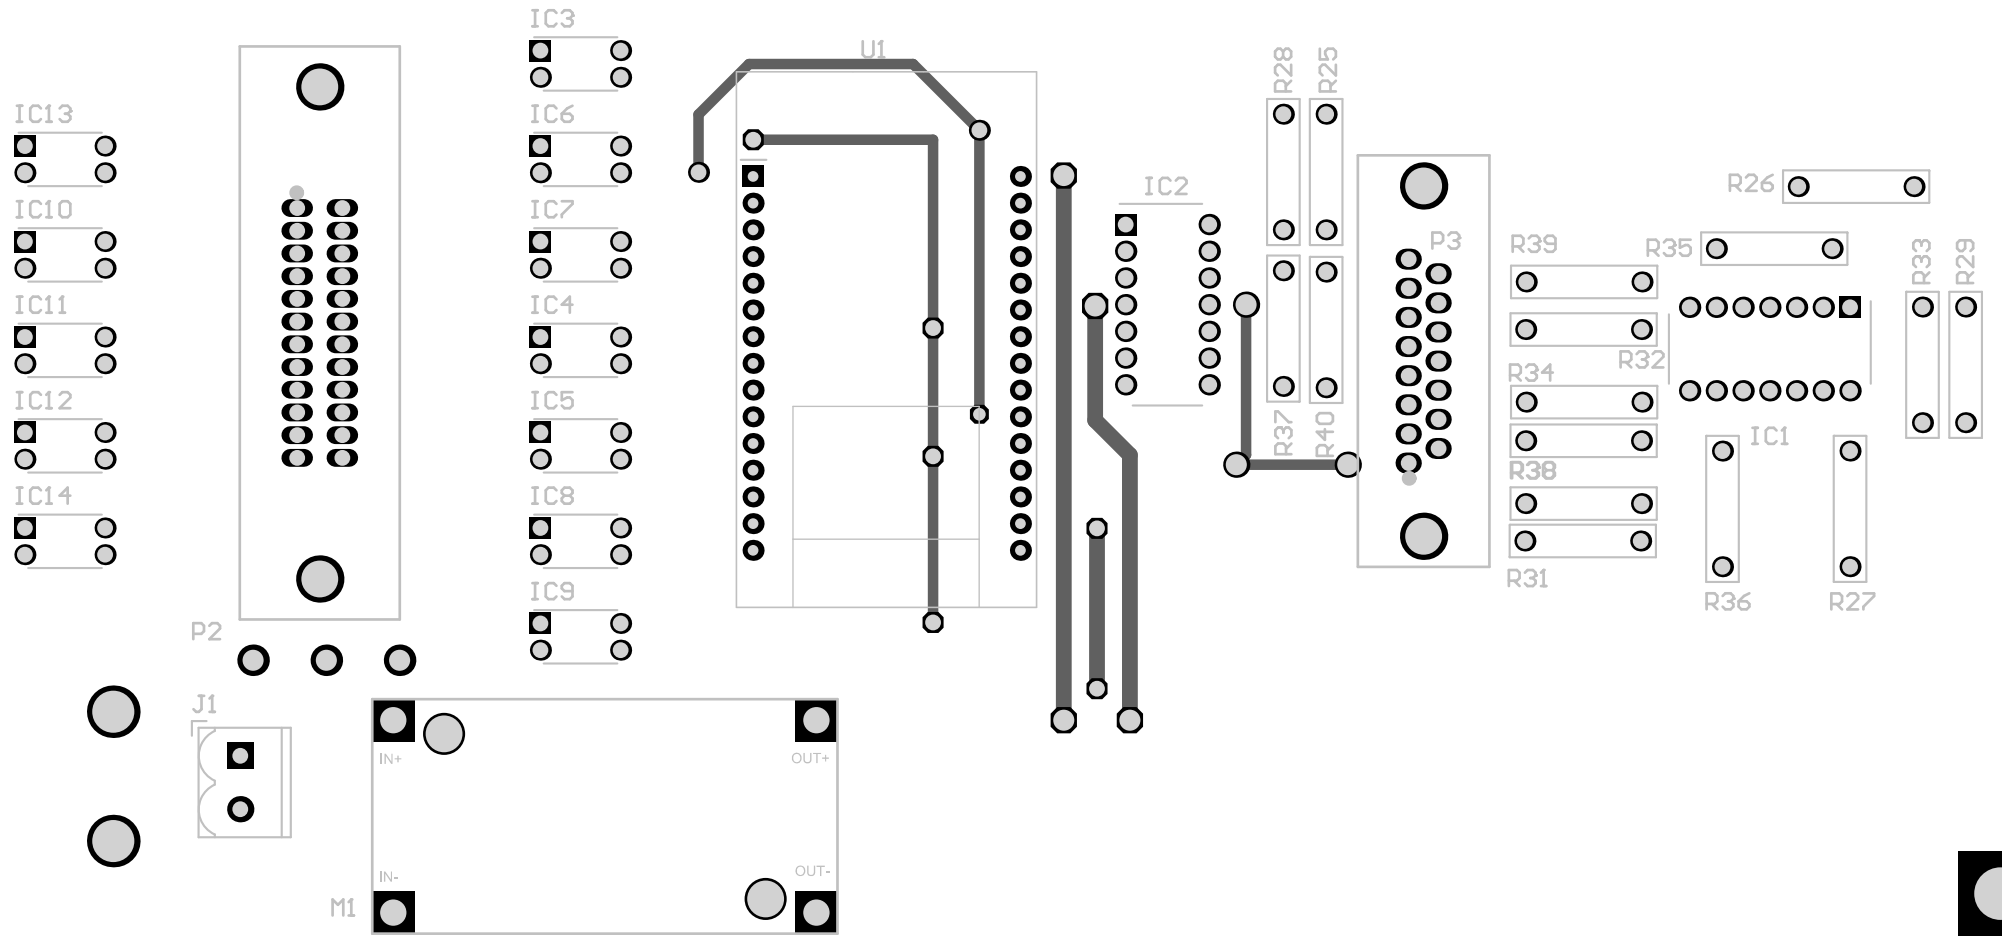 IC3
U1
R28
R25
IC13
IC6
IC2
R26
IC10
IC7
P3
R39
R35
R33
R29
IC11
IC4
R32
R34
IC12
IC5
R37
R40
IC1
R38
IC14
IC8
R31
IC9
R36
R27
P2
J1
IN+
OUT+
IN-
OUT-
M1